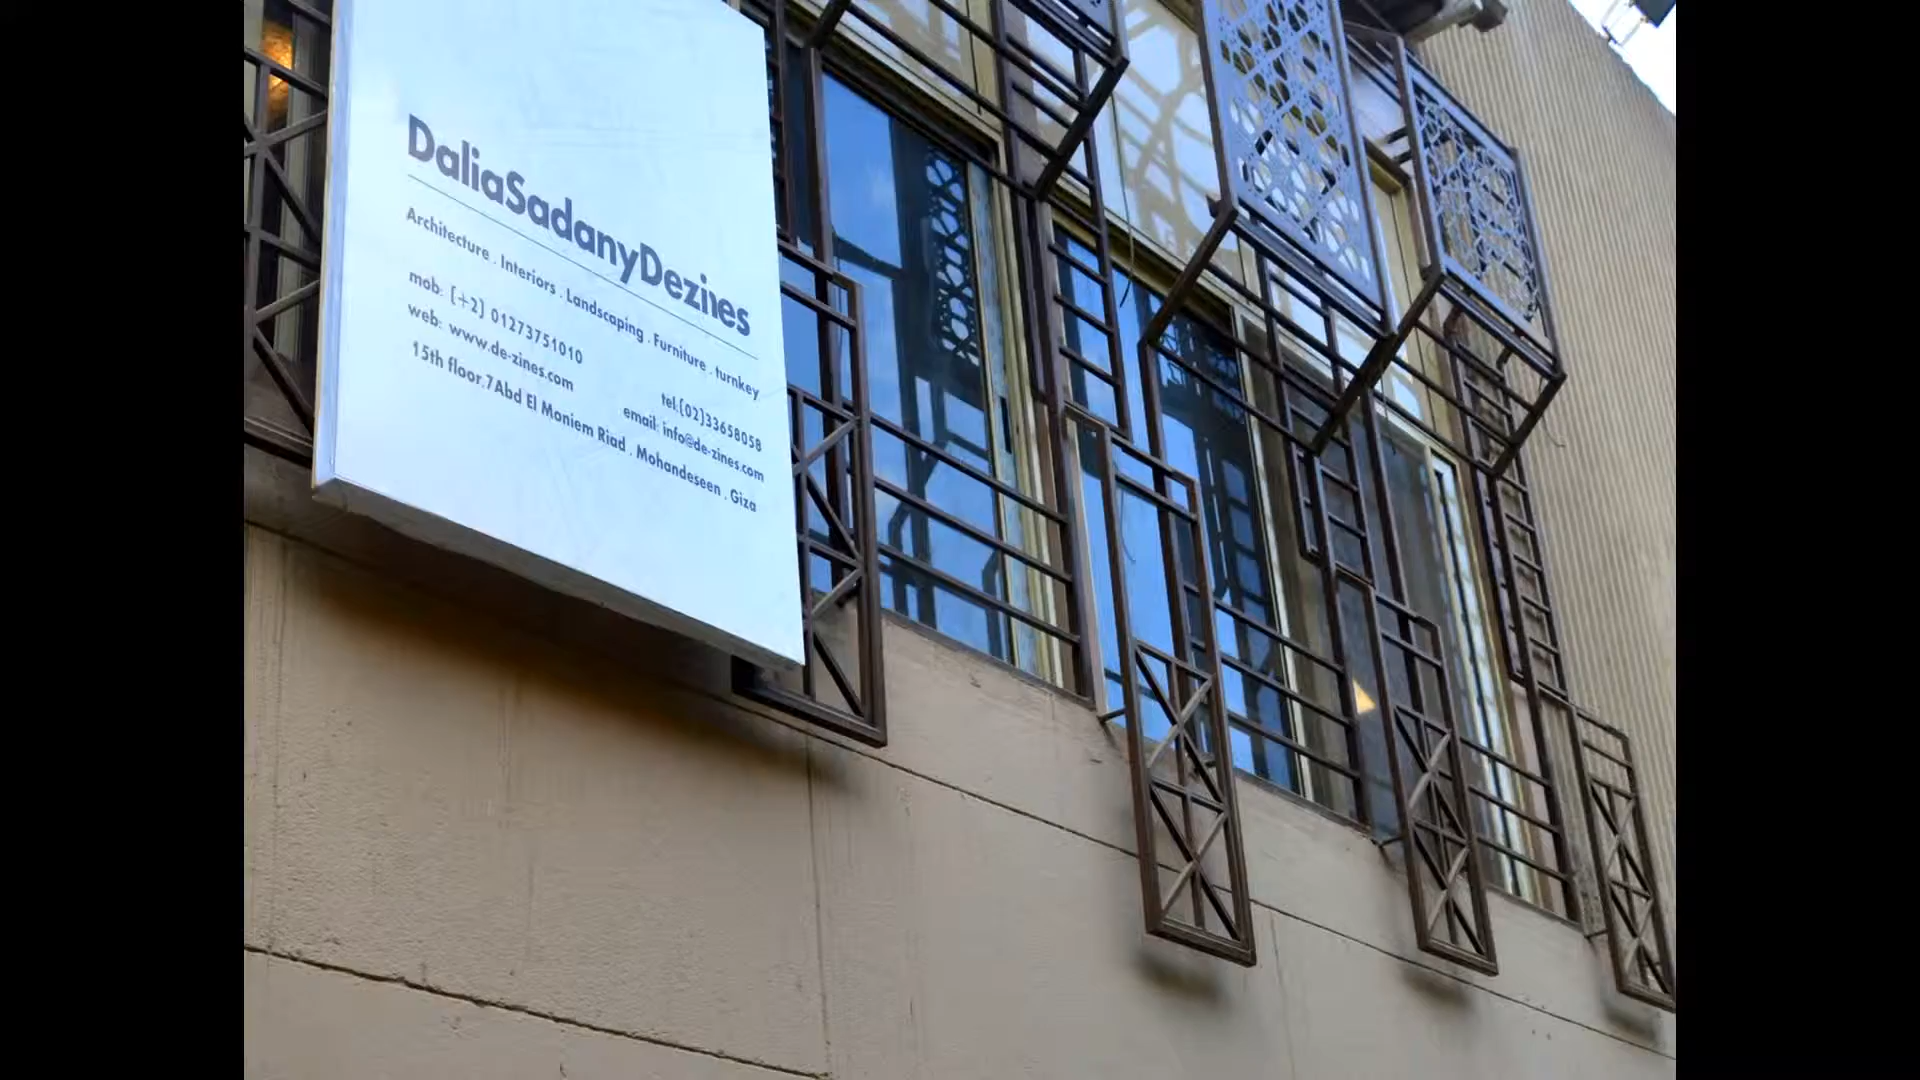 DaliaSadanyDezines
Architecture . Interiors . Landscaping . Furniture . turnkey
mob: [+2] 01273751010
tel:[02]33658058
web: www.de-zines.com
email: info@de-zines.com
15th floor.7Abd El Moniem Riad . Mohandeseen . Giza